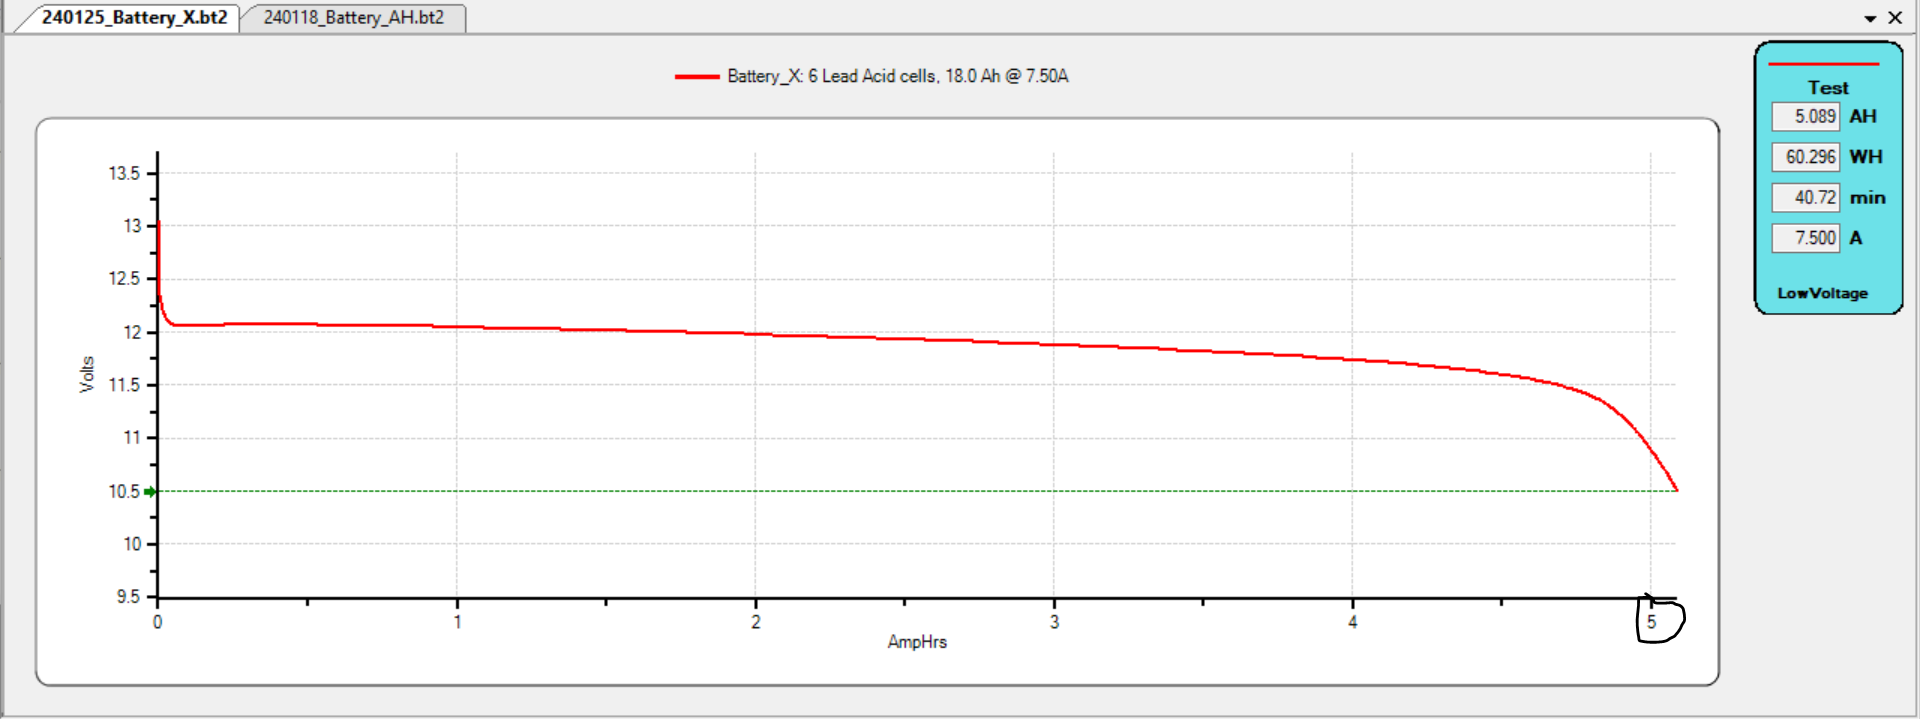 240125_Battery_X.bt2 240118_Battery_AH.bt2
Battery_X: 6 Lead Acid cells, 18.0 Ah @ 7.50A
Test
5.089 AH
60.296 WH
40.72 min
7.500 A
LowVoltage
13.5
13
12.5
12
11.5
11
10.5
10
9.5
Volts
0 1 2 3 4 5
AmpHrs